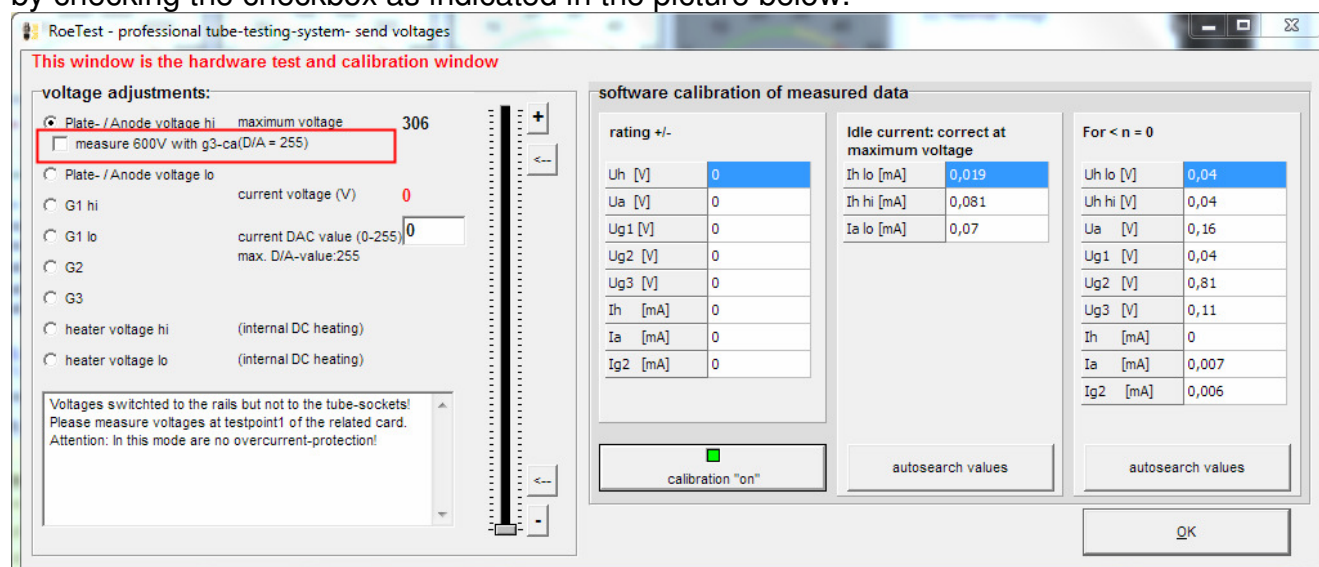 by checking the checkbox as indicated in the picture below.
RoeTest - professional tube-testing-system- send voltages
This window is the hardware test and calibration window
voltage adjustments:
Plate- / Anode voltage hi maximum voltage 306
measure 600V with g3-ca(D/A = 255)
Plate- / Anode voltage lo
current voltage (V) 0
G1 hi
G1 lo current DAC value (0-255) 0
max. D/A-value:255
G2
G3
heater voltage hi (internal DC heating)
heater voltage lo (internal DC heating)
Voltages switchted to the rails but not to the tube-sockets!
Please measure voltages at testpoint1 of the related card.
Attention: In this mode are no overcurrent-protection!
+
<--
<--
-
software calibration of measured data
rating +/-
Uh [V] 0
Ua [V] 0
Ug1 [V] 0
Ug2 [V] 0
Ug3 [V] 0
Ih [mA] 0
Ia [mA] 0
Ig2 [mA] 0
calibration "on"
Idle current: correct at
maximum voltage
Ih lo [mA] 0,019
Ih hi [mA] 0,081
Ia lo [mA] 0,07
autosearch values
For < n = 0
Uh lo [V] 0,04
Uh hi [V] 0,04
Ua [V] 0,16
Ug1 [V] 0,04
Ug2 [V] 0,81
Ug3 [V] 0,11
Ih [mA] 0
Ia [mA] 0,007
Ig2 [mA] 0,006
autosearch values
OK